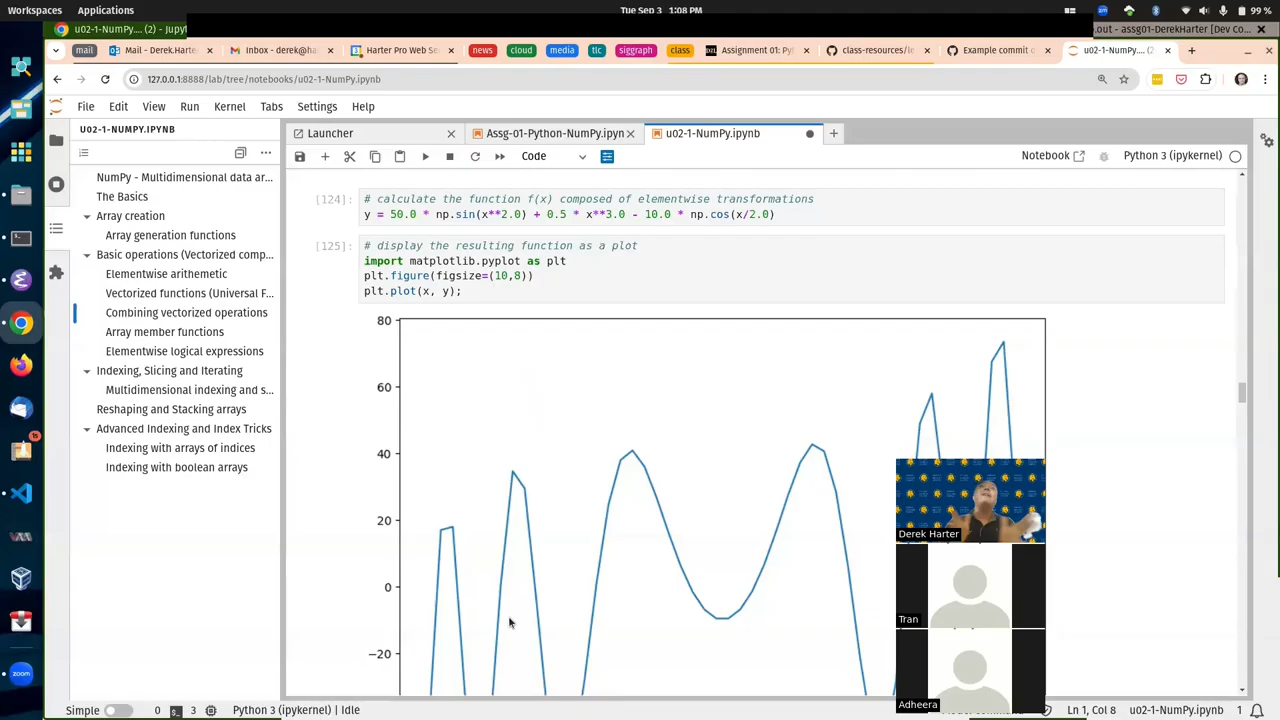 Workspaces Applications
Tue Sep 3 1:08 PM
99 %
u02-1-NumPy.... (2) - Jupyt
.out - assg01-DerekHarter [Dev Co...
mail
Mail - Derek.Harte
Inbox - derek@ha
Harter Pro Web Se
news
cloud
media
tlc
siggraph
class
Assignment 01: Py
class-resources/le
Example commit o
u02-1-NumPy.... (2
127.0.0.1:8888/lab/tree/notebooks/u02-1-NumPy.ipynb
File Edit View Run Kernel Tabs Settings Help
U02-1-NUMPY.IPYNB
Launcher
Assg-01-Python-NumPy.ipyn
u02-1-NumPy.ipynb
Code
Notebook
Python 3 (ipykernel)
NumPy - Multidimensional data ar...
The Basics
Array creation
Array generation functions
Basic operations (Vectorized comp...
Elementwise arithemetic
Vectorized functions (Universal F...
Combining vectorized operations
Array member functions
Elementwise logical expressions
Indexing, Slicing and Iterating
Multidimensional indexing and s...
Reshaping and Stacking arrays
Advanced Indexing and Index Tricks
Indexing with arrays of indices
Indexing with boolean arrays
[124]:
# calculate the function f(x) composed of elementwise transformations
y = 50.0 * np.sin(x**2.0) + 0.5 * x**3.0 - 10.0 * np.cos(x/2.0)
[125]:
# display the resulting function as a plot
import matplotlib.pyplot as plt
plt.figure(figsize=(10,8))
plt.plot(x, y);
80
60
40
20
0
−20
Derek Harter
Tran
Adheera
15
zoom
Simple
0
3
Python 3 (ipykernel) | Idle
Ln 1, Col 8
u02-1-NumPy.ipynb
1